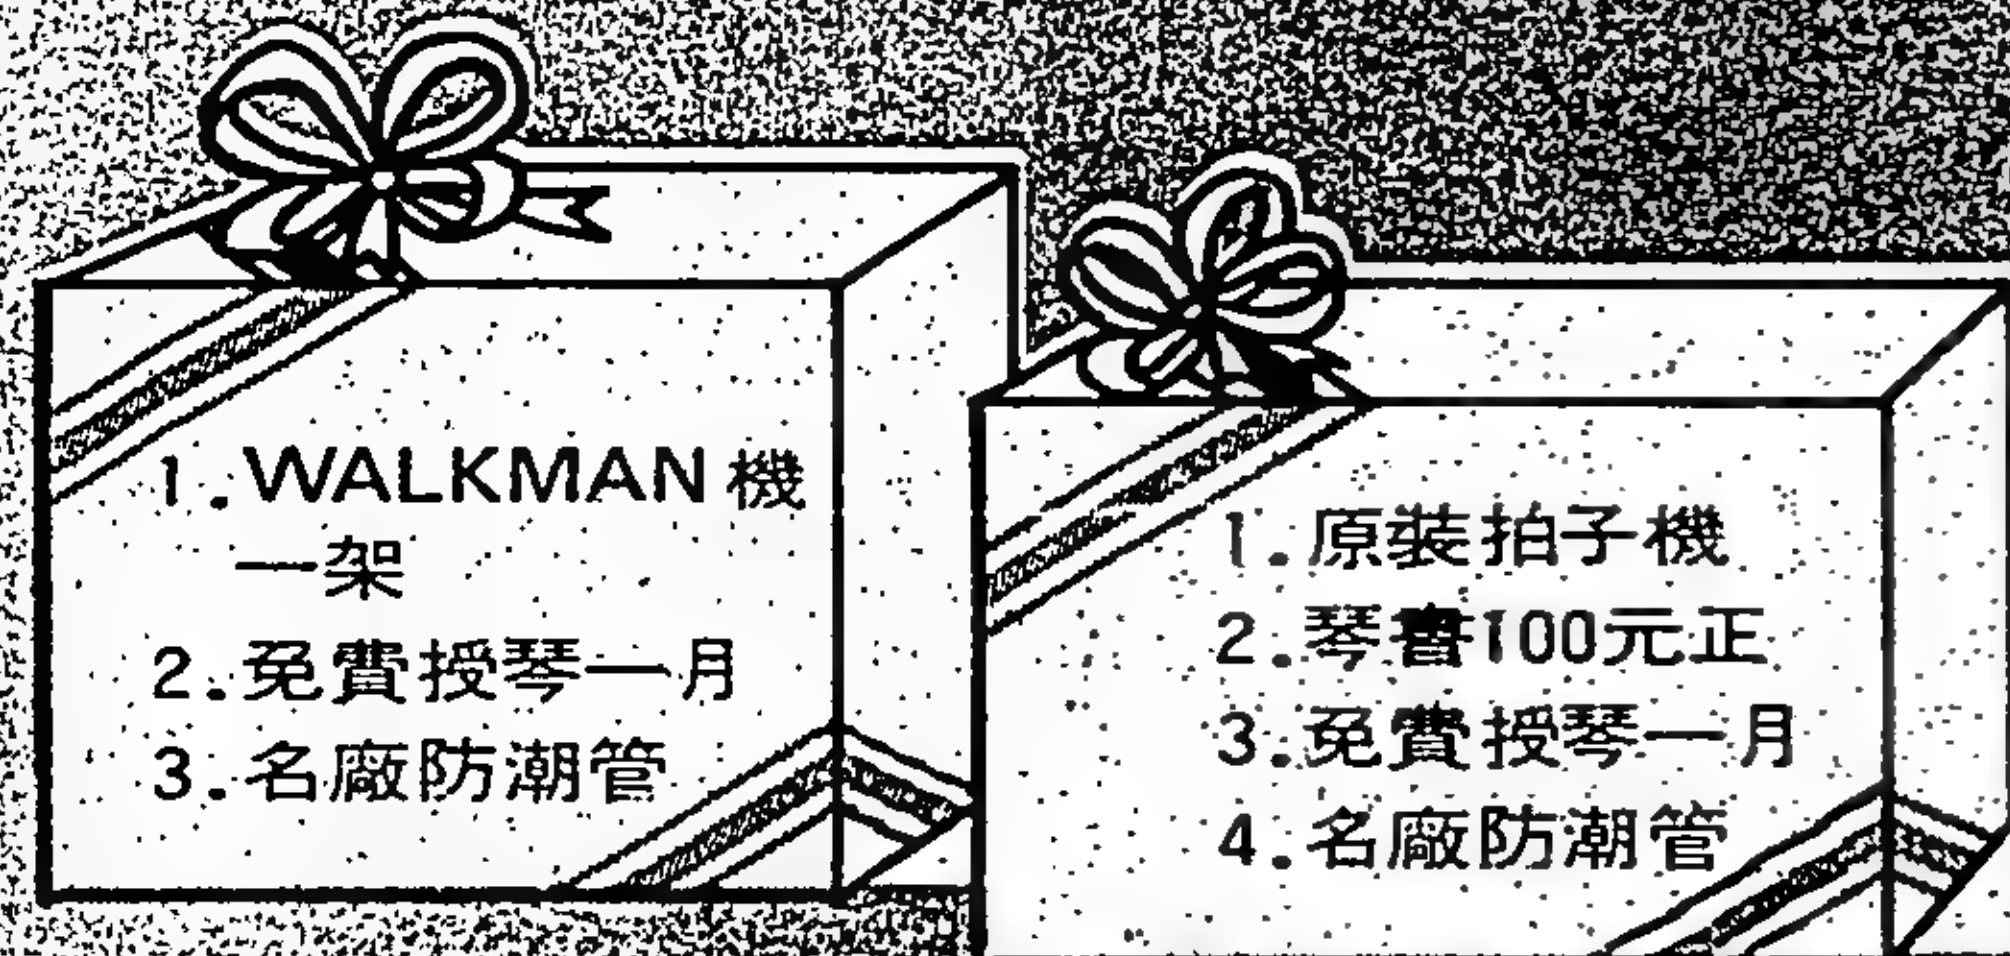 1.WALKMAN機
一架
2.免費授琴一月
3.名廠防潮管
1.原裝拍子機
2.琴書100元正
3.免費授琴一月
4.名廠防潮管